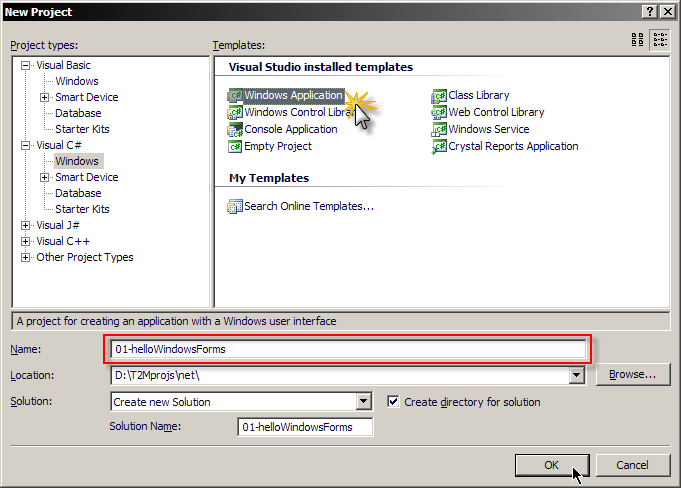 New Project
Project types:
Templates:
Visual Basic
Windows
Smart Device
Database
Starter Kits
Visual C#
Windows
Smart Device
Database
Starter Kits
Visual J#
Visual C++
Other Project Types
Visual Studio installed templates
Windows Application
Class Library
Windows Control Libra
Web Control Library
Console Application
Windows Service
Empty Project
Crystal Reports Application
My Templates
Search Online Templates...
A project for creating an application with a Windows user interface
Name:
01-helloWindowsForms
Location:
D:\T2Mprojs\net\
Browse...
Solution:
Create new Solution
Create directory for solution
Solution Name:
01-helloWindowsForms
OK
Cancel